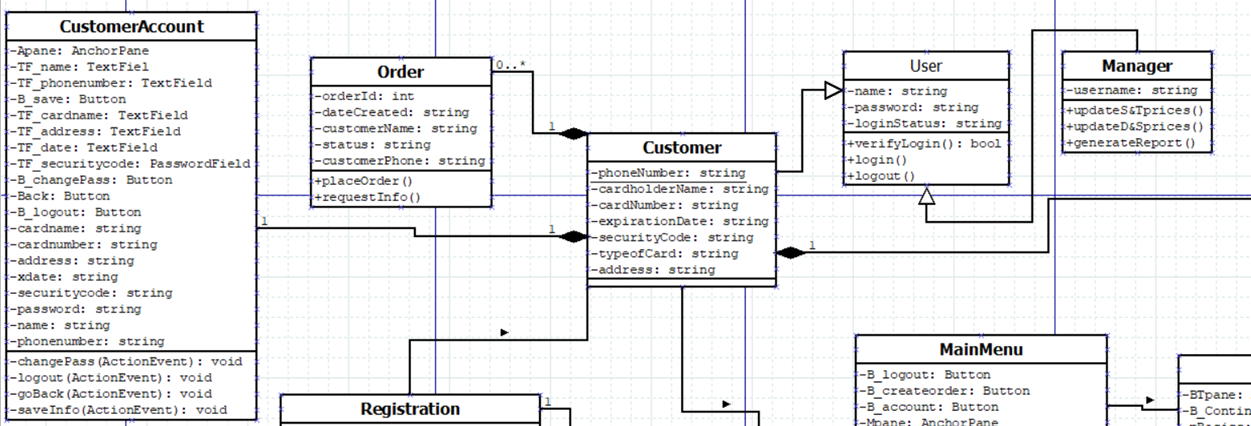 CustomerAccount
-Apane: AnchorPane
-TF_name: TextFiel
-TF_phonenumber: TextField
-B_save: Button
-TF_cardname: TextField
-TF_address: TextField
-TF_date: TextField
-TF_securitycode: PasswordField
-B_changePass: Button
-Back: Button
-B_logout: Button
-cardname: string
-cardnumber: string
-address: string
-xdate: string
-securitycode: string
-password: string
-name: string
-phonenumber: string
-changePass(ActionEvent): void
-logout(ActionEvent): void
-goBack(ActionEvent): void
-saveInfo(ActionEvent): void
1
1
Order
-orderId: int
-dateCreated: string
-customerName: string
-status: string
-customerPhone: string
+placeOrder()
+requestInfo()
0..*
1
Customer
-phoneNumber: string
-cardholderName: string
-cardNumber: string
-expirationDate: string
-securityCode: string
-typeofCard: string
-address: string
1
User
-name: string
-password: string
-loginStatus: string
+verifyLogin(): bool
+login()
+logout()
Manager
-username: string
+updateS&Tprices()
+updateD&Sprices()
+generateReport()
Registration
1
MainMenu
-B_logout: Button
-B_createorder: Button
-B_account: Button
-Mpane: AnchorPane
-BTpane:
-B_Contin